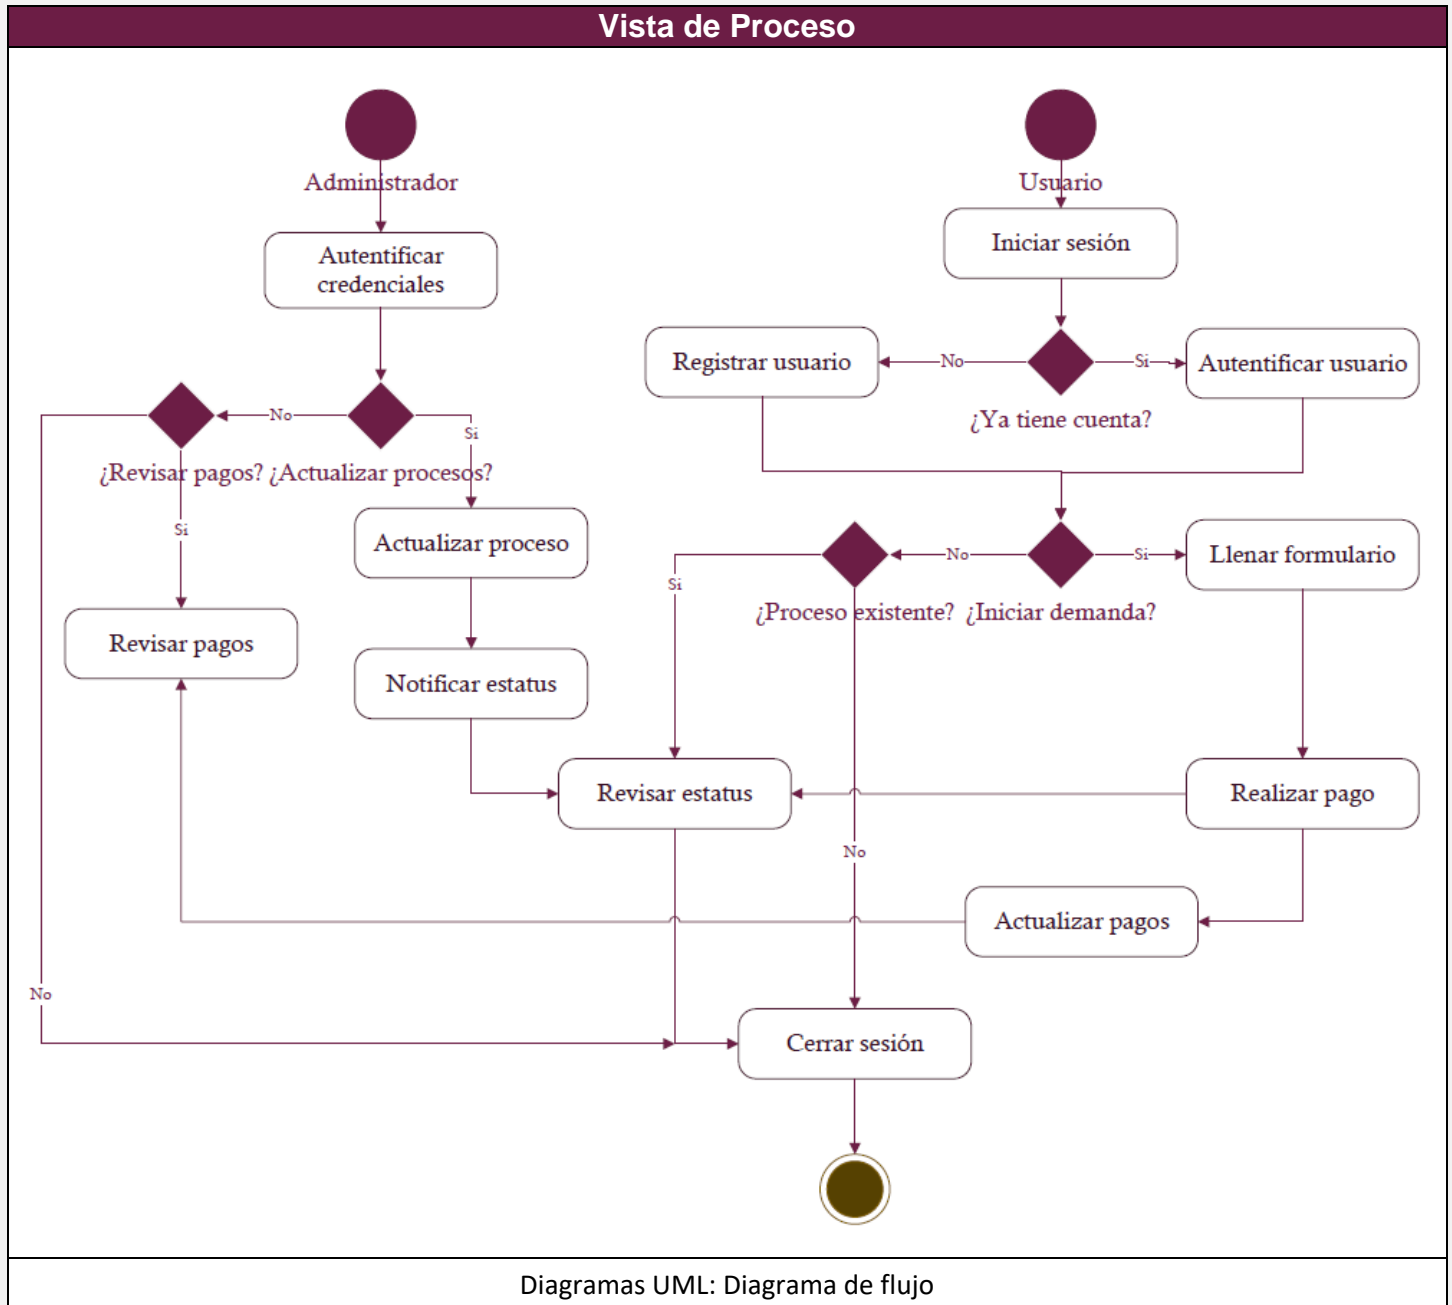 Vista de Proceso
Administrador
Usuario
Autentificar
credenciales
Iniciar sesión
Registrar usuario
No
Si
Autentificar usuario
¿Ya tiene cuenta?
No
Si
¿Revisar pagos?
¿Actualizar procesos?
Si
Actualizar proceso
No
Si
Llenar formulario
Si
¿Proceso existente?
¿Iniciar demanda?
Revisar pagos
Notificar estatus
Revisar estatus
Realizar pago
No
Actualizar pagos
No
Cerrar sesión
Diagramas UML: Diagrama de flujo